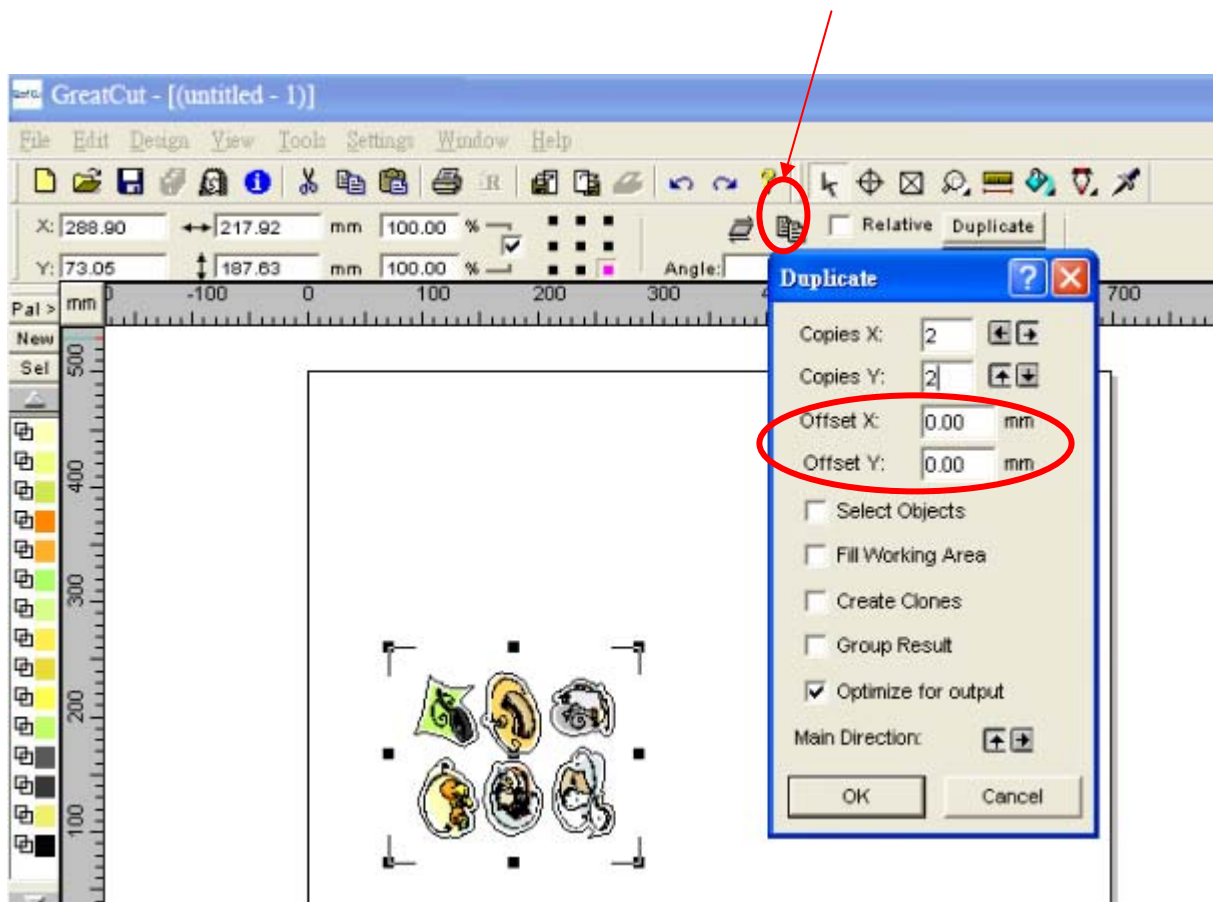 GreatCut - [(untitled - 1)]
File Edit Design View Tools Settings Window Help
X: 288.90 217.92 mm 100.00 % Relative Duplicate
Y: 73.05 187.63 mm 100.00 % Angle:
Pal > mm -100 0 100 200 300 4 700
New
Sel
500
400
300
200
100
Duplicate
Copies X: 2
Copies Y: 2
Offset X: 0.00 mm
Offset Y: 0.00 mm
Select Objects
Fill Working Area
Create Clones
Group Result
Optimize for output
Main Direction:
OK Cancel